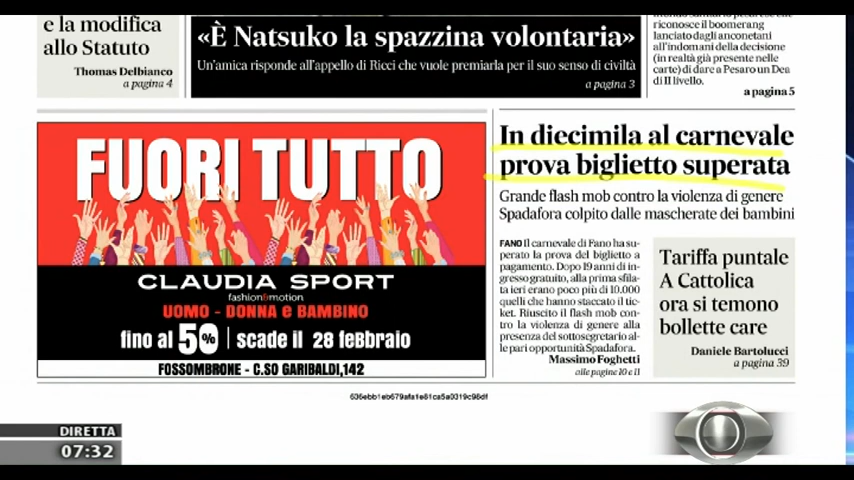 e la modifica
allo Statuto
Thomas Delbianco
a pagina 4
«È Natsuko la spazzina volontaria»
Un'amica risponde all'appello di Ricci che vuole premiarla per il suo senso di civiltà
a pagina 3
riconosce il boomerang
lanciato dagli anconetani
all'indomani della decisione
(in realtà già presente nelle
carte) di dare a Pesaro un Dea
di II livello.
a pagina 5
FUORI TUTTO
CLAUDIA SPORT
fashion&motion
UOMO - DONNA e BAMBINO
fino al 50% | scade il 28 febbraio
FOSSOMBRONE - C.SO GARIBALDI,142
In diecimila al carnevale
prova biglietto superata
Grande flash mob contro la violenza di genere
Spadafora colpito dalle mascherate dei bambini
FANO Il carnevale di Fano ha su-
perato la prova del biglietto a
pagamento. Dopo 19 anni di in-
gresso gratuito, alla prima sfila-
ta ieri erano poco più di 10.000
quelli che hanno staccato il tic-
ket. Riuscito il flash mob con-
tro la violenza di genere alla
presenza del sottosegretario al-
le pari opportunità Spadafora.
Massimo Foghetti
alle pagine 10 e 11
Tariffa puntale
A Cattolica
ora si temono
bollette care
Daniele Bartolucci
a pagina 39
DIRETTA
07:32